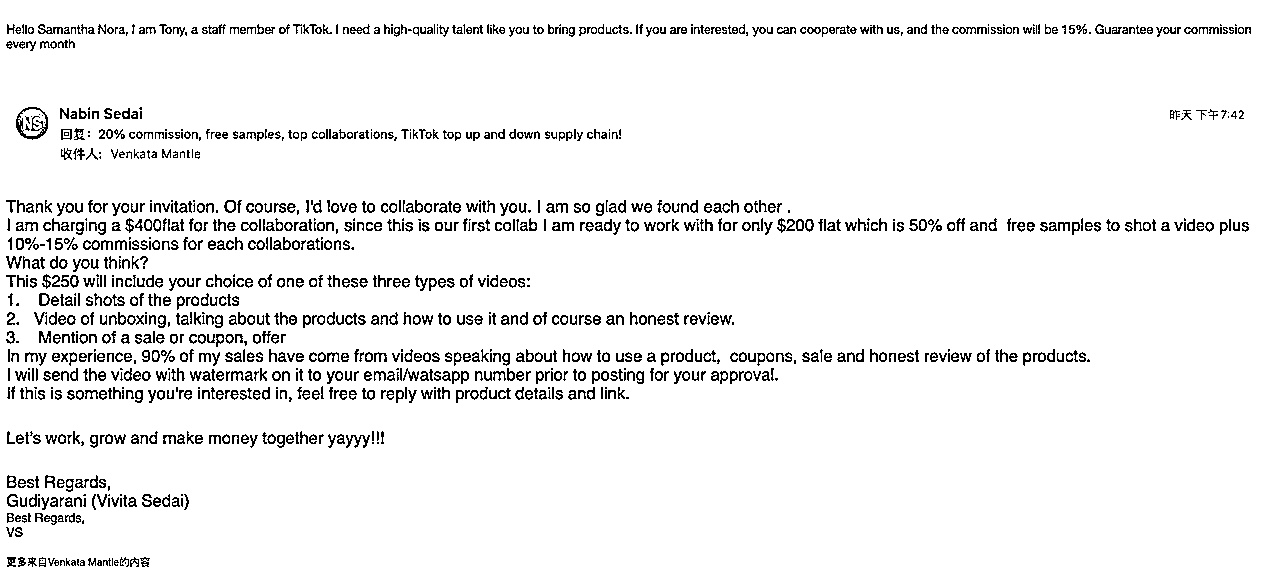 Hello Samantha Nora, I am Tony, a staff member of TikTok. I need a high-quality talent like you to bring products. If you are interested, you can cooperate with us, and the commission will be 15%. Guarantee your commission
every month
NS
Nabin Sedai
昨天 下午7:42
回复: 20% commission, free samples, top collaborations, TikTok top up and down supply chain!
收件人: Venkata Mantle
Thank you for your invitation. Of course, I'd love to collaborate with you. I am so glad we found each other .
I am charging a $400flat for the collaboration, since this is our first collab I am ready to work with for only $200 flat which is 50% off and free samples to shot a video plus
10%-15% commissions for each collaborations.
What do you think?
This $250 will include your choice of one of these three types of videos:
1. Detail shots of the products
2. Video of unboxing, talking about the products and how to use it and of course an honest review.
3. Mention of a sale or coupon, offer
In my experience, 90% of my sales have come from videos speaking about how to use a product, coupons, sale and honest review of the products.
I will send the video with watermark on it to your email/watsapp number prior to posting for your approval.
If this is something you're interested in, feel free to reply with product details and link.
Let's work, grow and make money together yayyy!!!
Best Regards,
Gudiyarani (Vivita Sedai)
Best Regards,
VS
更多来自Venkata Mantle的内容